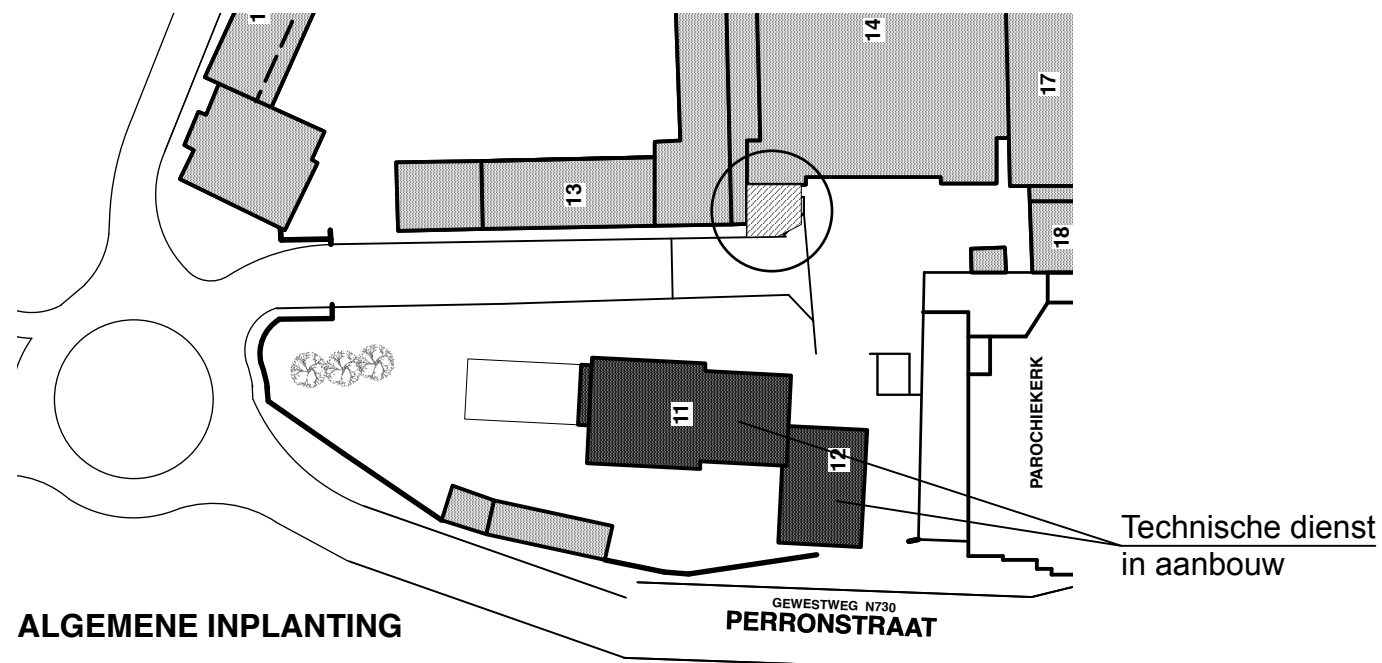 14
17
13
18
11
12
PAROCHIEKERK
Technische dienst
in aanbouw
GEWESTWEG N730
PERRONSTRAAT
ALGEMENE INPLANTING